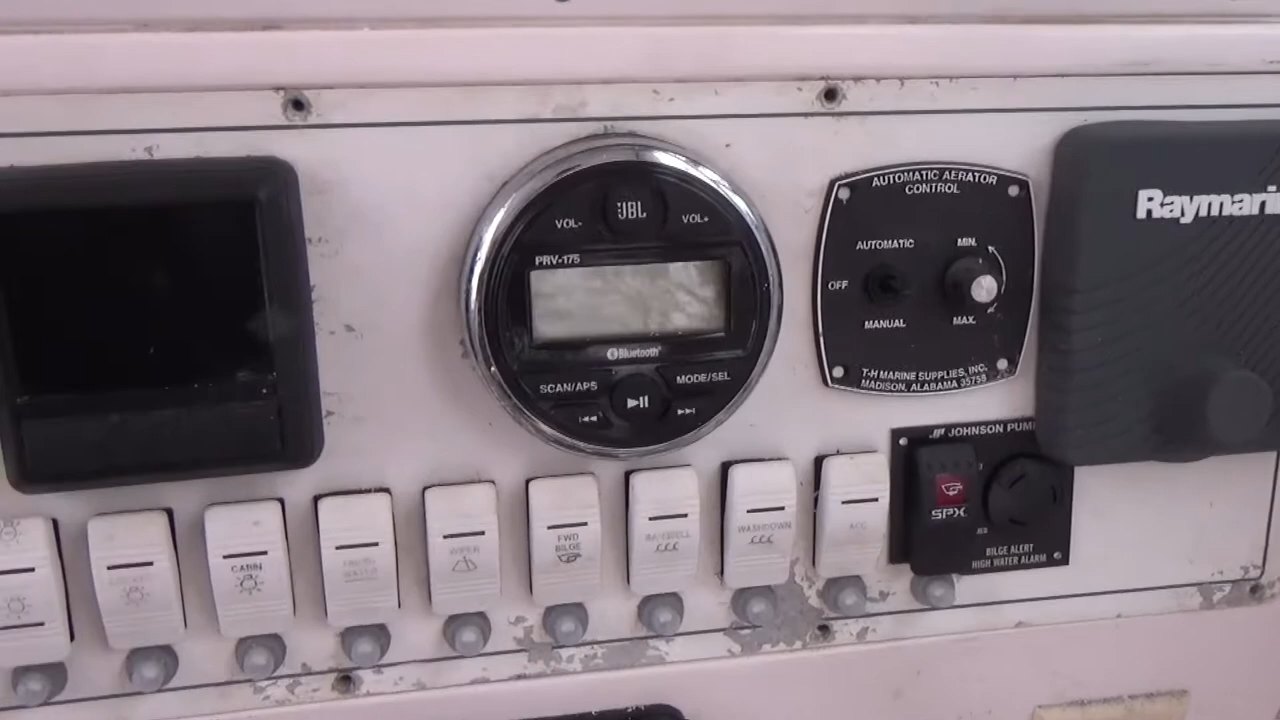 JBL
VOL-
VOL+
PRV-175
Bluetooth
SCAN/APS
MODE/SEL
AUTOMATIC AERATOR
CONTROL
AUTOMATIC
MIN.
OFF
MANUAL
MAX.
T-H MARINE SUPPLIES, INC.
MADISON, ALABAMA 35758
Raymari
JOHNSON PUM
SPX
BILGE ALERT
HIGH WATER ALARM
CABIN
FRESH
WATER
WIPER
FWD
BILGE
WASHDOWN
ACC